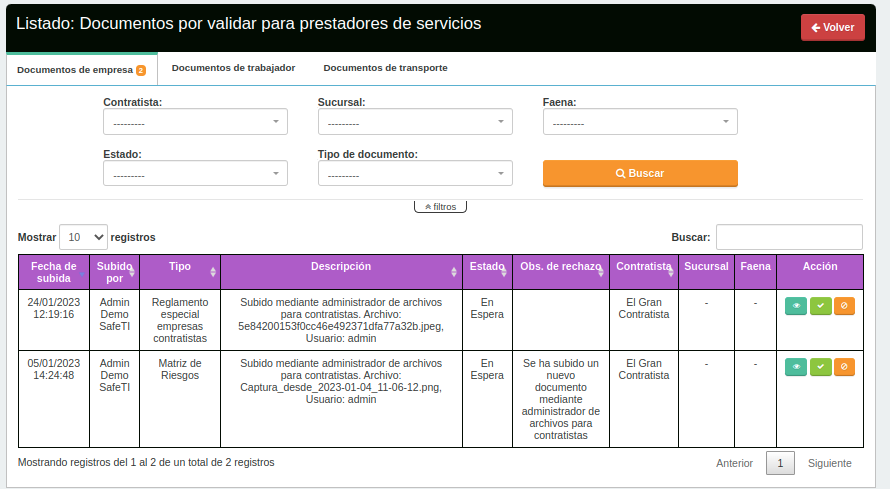 Listado: Documentos por validar para prestadores de servicios
Volver
Documentos de empresa 2
Documentos de trabajador
Documentos de transporte
Contratista:
Sucursal:
Faena:
---------
---------
---------
Estado:
Tipo de documento:
---------
---------
Buscar
filtros
Mostrar 10 registros
Buscar:
Fecha de
subida
Subido
por
Tipo
Descripción
Estado
Obs. de rechazo
Contratista
Sucursal
Faena
Acción
24/01/2023
12:19:16
Admin
Demo
SafeTI
Reglamento
especial
empresas
contratistas
Subido mediante administrador de archivos
para contratistas. Archivo:
5e84200153f0cc46e492371dfa77a32b.jpeg,
Usuario: admin
En
Espera
El Gran
Contratista
-
-
05/01/2023
14:24:48
Admin
Demo
SafeTI
Matriz de
Riesgos
Subido mediante administrador de archivos
para contratistas. Archivo:
Captura_desde_2023-01-04_11-06-12.png,
Usuario: admin
En
Espera
Se ha subido un
nuevo
documento
mediante
administrador de
archivos para
contratistas
El Gran
Contratista
-
-
Mostrando registros del 1 al 2 de un total de 2 registros
Anterior
1
Siguiente